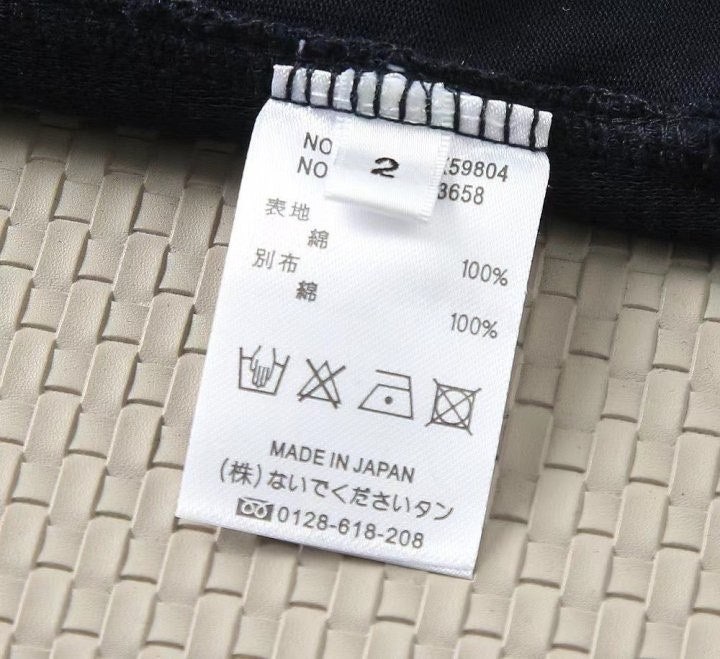 2
NO 59804
NO 3658
表地
綿 100%
別布
綿 100%
MADE IN JAPAN
(株)ないでくださいタン
0128-618-208